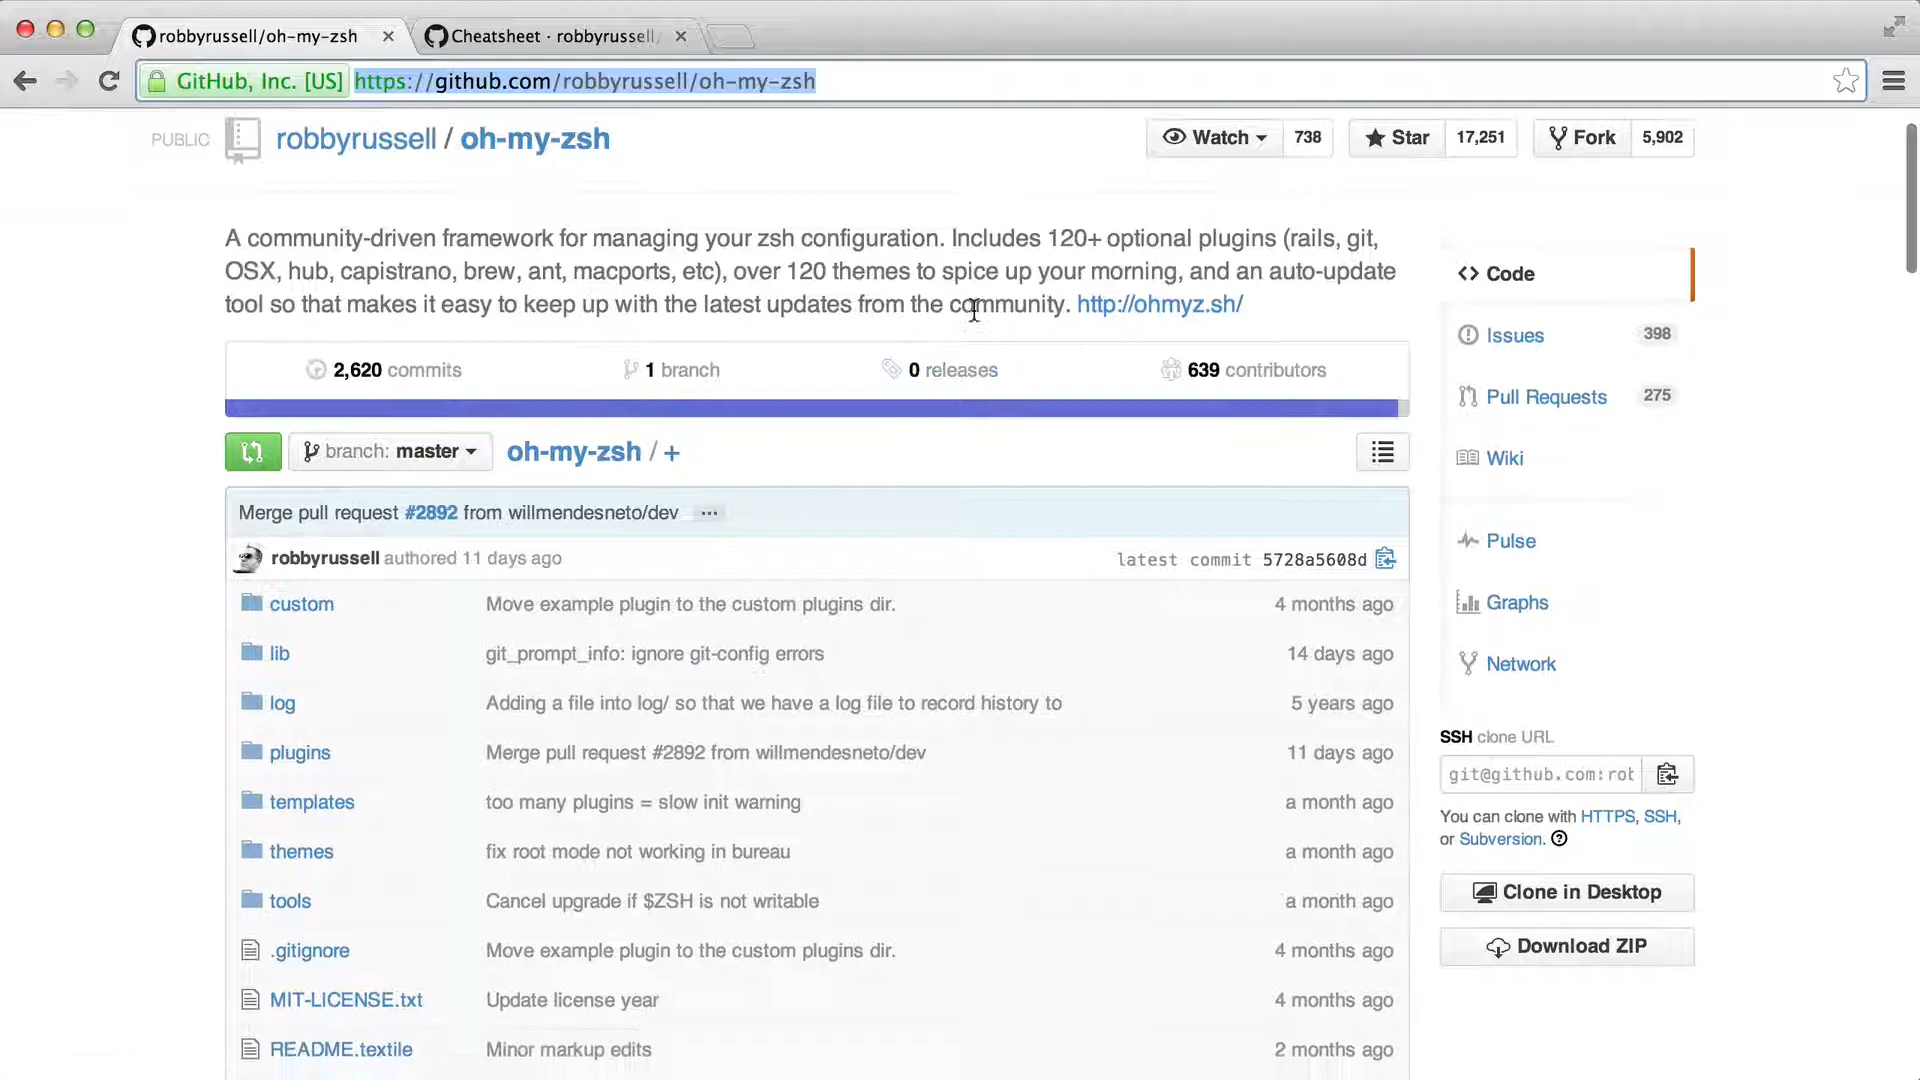 robbyrussell/oh-my-zsh
Cheatsheet · robbyrussell/
GitHub, Inc. [US] https://github.com/robbyrussell/oh-my-zsh
PUBLIC robbyrussell / oh-my-zsh
Watch 738 Star 17,251 Fork 5,902
A community-driven framework for managing your zsh configuration. Includes 120+ optional plugins (rails, git,
OSX, hub, capistrano, brew, ant, macports, etc), over 120 themes to spice up your morning, and an auto-update
tool so that makes it easy to keep up with the latest updates from the community. http://ohmyz.sh/
2,620 commits 1 branch 0 releases 639 contributors
branch: master oh-my-zsh / +
Merge pull request #2892 from willmendesneto/dev ...
robbyrussell authored 11 days ago latest commit 5728a5608d
custom Move example plugin to the custom plugins dir. 4 months ago
lib git_prompt_info: ignore git-config errors 14 days ago
log Adding a file into log/ so that we have a log file to record history to 5 years ago
plugins Merge pull request #2892 from willmendesneto/dev 11 days ago
templates too many plugins = slow init warning a month ago
themes fix root mode not working in bureau a month ago
tools Cancel upgrade if $ZSH is not writable a month ago
.gitignore Move example plugin to the custom plugins dir. 4 months ago
MIT-LICENSE.txt Update license year 4 months ago
README.textile Minor markup edits 2 months ago
Code
Issues 398
Pull Requests 275
Wiki
Pulse
Graphs
Network
SSH clone URL
git@github.com:rob
You can clone with HTTPS, SSH,
or Subversion.
Clone in Desktop
Download ZIP